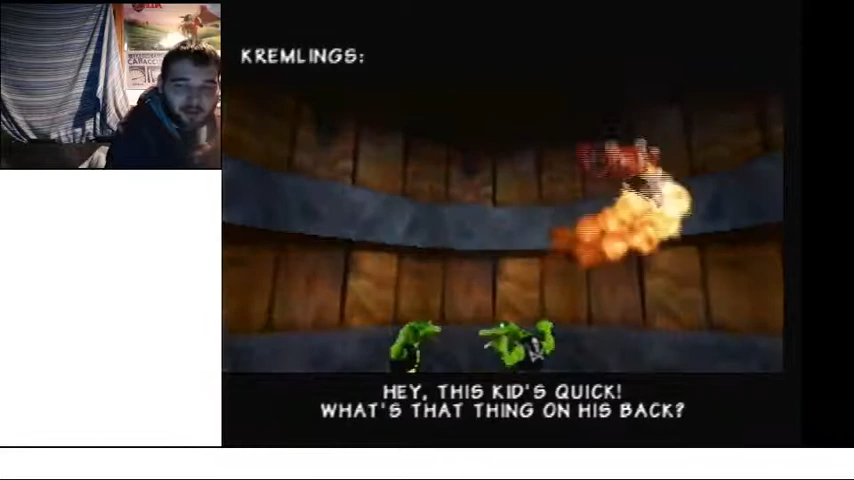 KREMLINGS:
HEY, THIS KID'S QUICK!
WHAT'S THAT THING ON HIS BACK?